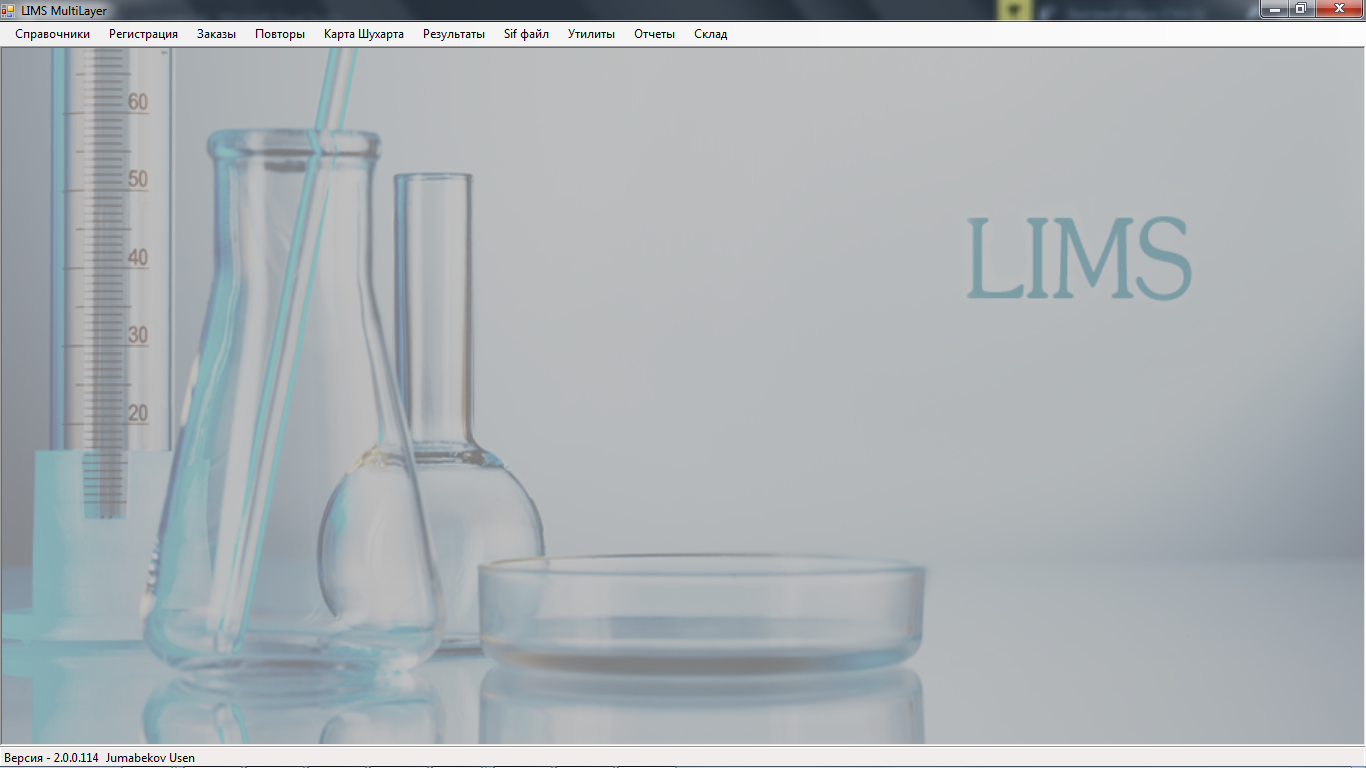 LIMS MultiLayer
Справочники Регистрация Заказы Повторы Карта Шухарта Результаты Sif файл Утилиты Отчеты Склад
60
50
40
30
20
LIMS
Версия - 2.0.0.114 Jumabekov Usen